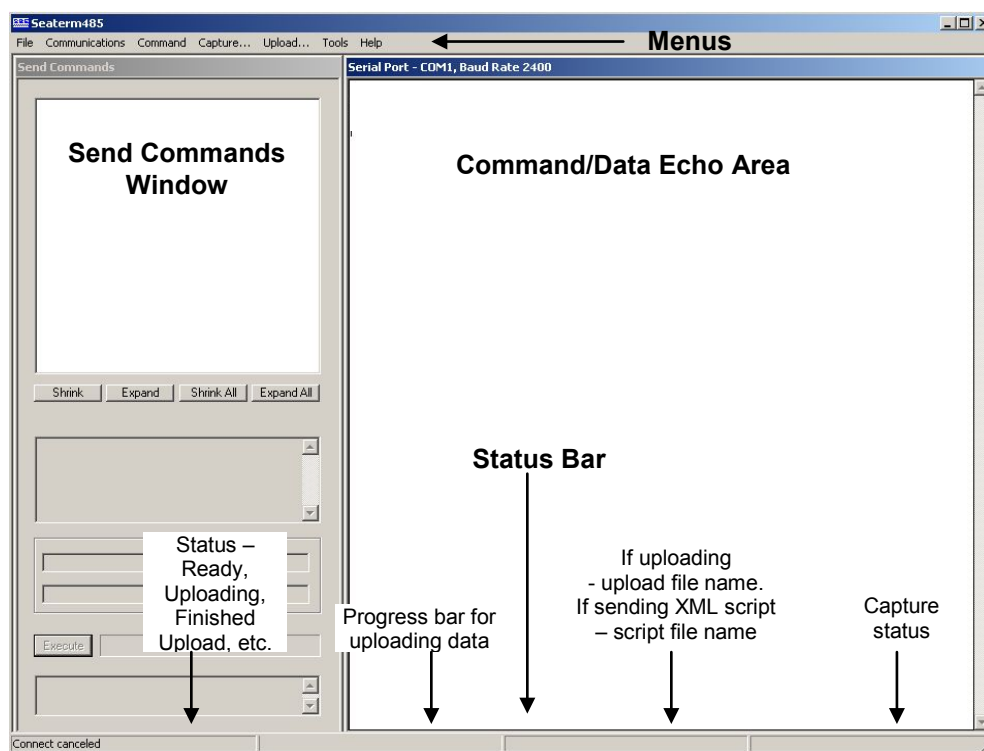 Seaterm485
File Communications Command Capture... Upload... Tools Help
Menus
Send Commands
Serial Port - COM1, Baud Rate 2400
Send Commands
Window
Command/Data Echo Area
Shrink Expand Shrink All Expand All
Status Bar
Status –
Ready,
Uploading,
Finished
Upload, etc.
Execute
Progress bar for
uploading data
If uploading
- upload file name.
If sending XML script
– script file name
Capture
status
Connect canceled